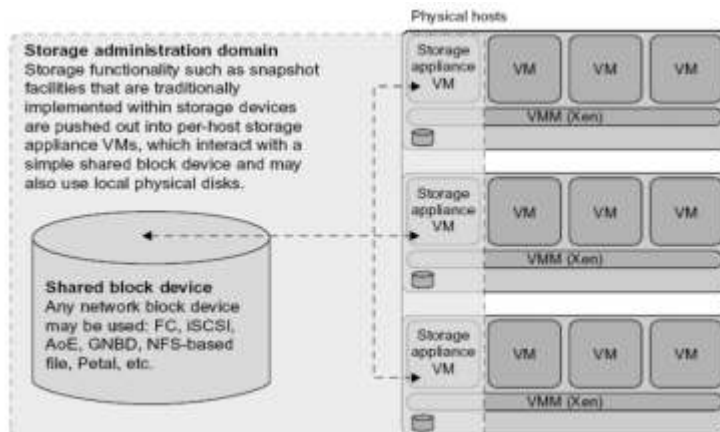 Physical hosts
Storage administration domain
Storage functionality such as snapshot
facilities that are traditionally
implemented within storage devices
are pushed out into per-host storage
appliance VMs, which interact with a
simple shared block device and may
also use local physical disks.
Shared block device
Any network block device
may be used: FC, iSCSI,
AoE, GNBD, NFS-based
file, Petal, etc.
Storage
appliance
VM
VM
VM
VM
VMM (Xen)
Storage
appliance
VM
VM
VM
VM
VMM (Xen)
Storage
appliance
VM
VM
VM
VM
VMM (Xen)